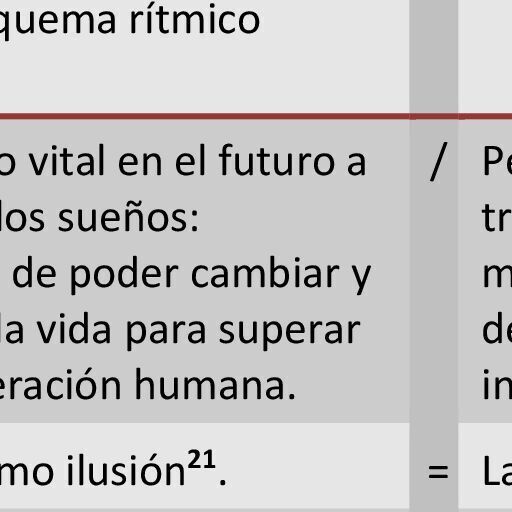 quema rítmico
o vital en el futuro a / Pe
los sueños: tr
de poder cambiar y m
la vida para superar de
eración humana. in
mo ilusión²¹. = La